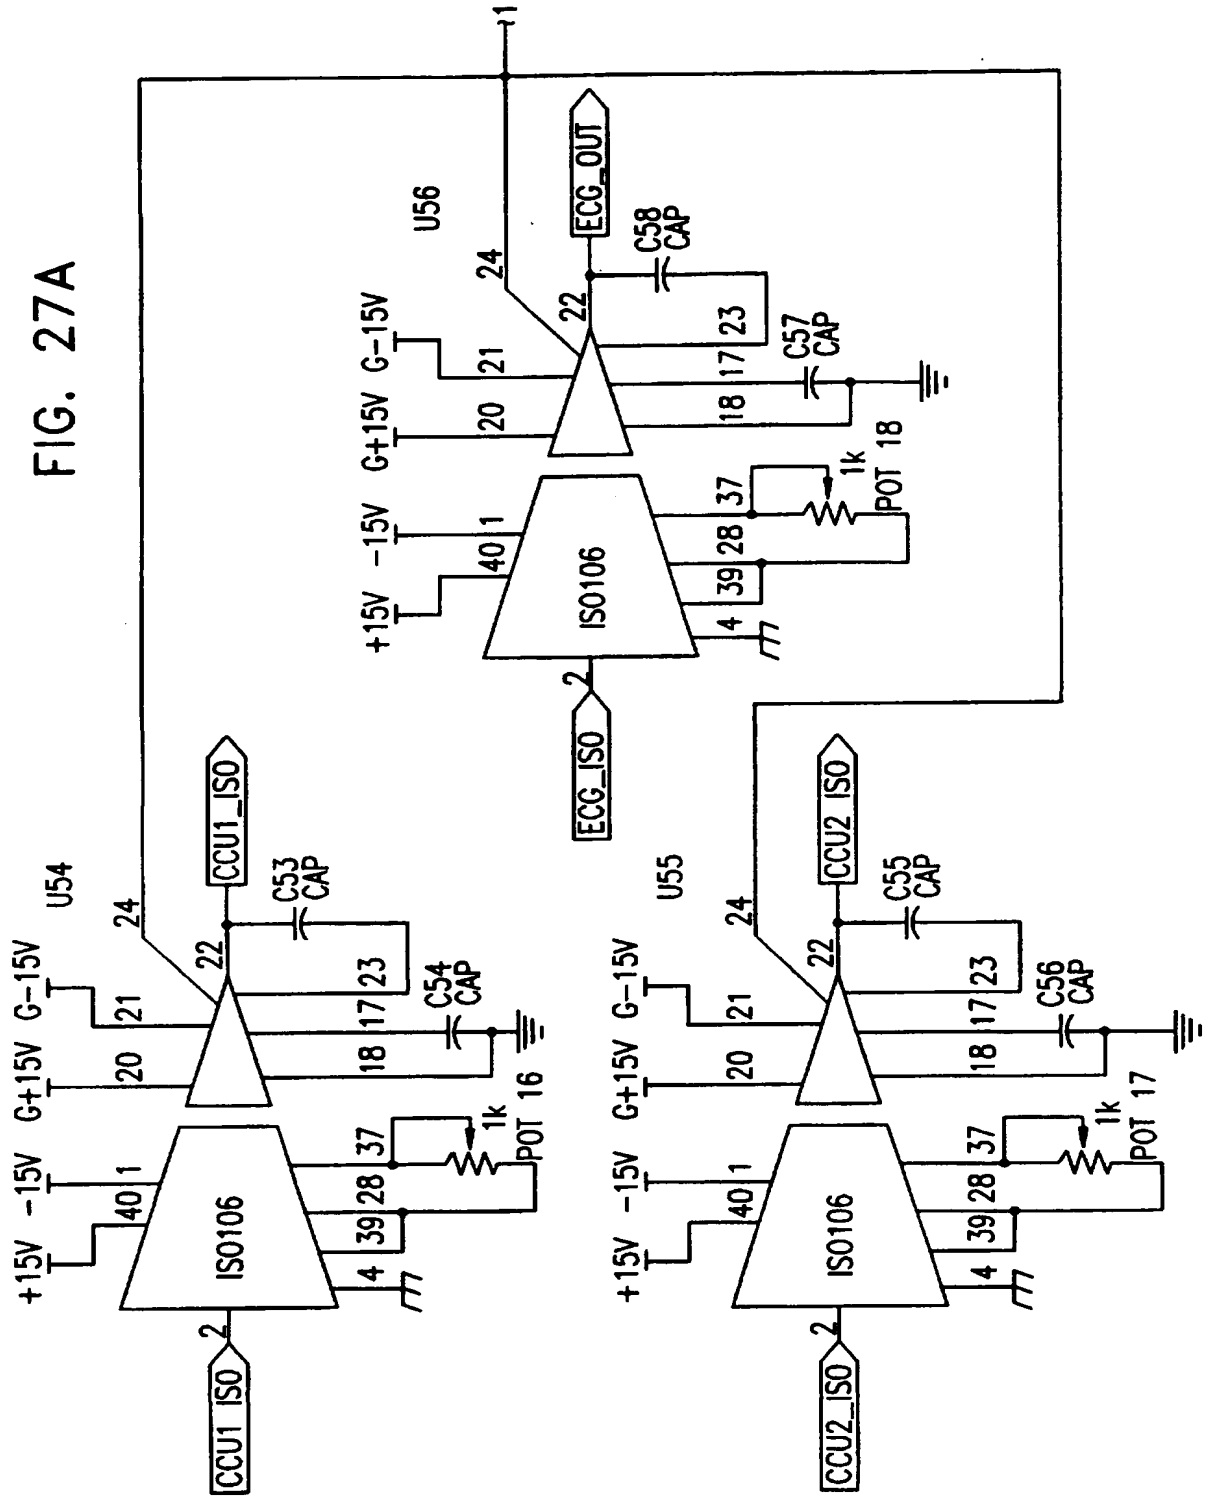 FIG. 27A
U54
+15V
-15V
G+15V
G-15V
40
1
20
21
24
CCU1_ISO
2
ISO106
22
CCU1_ISO
4
39
28
37
18
17
23
C53
CAP
C54
CAP
1k
POT 16
U55
+15V
-15V
G+15V
G-15V
40
1
20
21
24
CCU2_ISO
2
ISO106
22
CCU2_ISO
4
39
28
37
18
17
23
C55
CAP
C56
CAP
1k
POT 17
U56
+15V
-15V
G+15V
G-15V
40
1
20
21
24
ECG_ISO
2
ISO106
22
ECG_OUT
4
39
28
37
18
17
23
C58
CAP
C57
CAP
1k
POT 18
~1